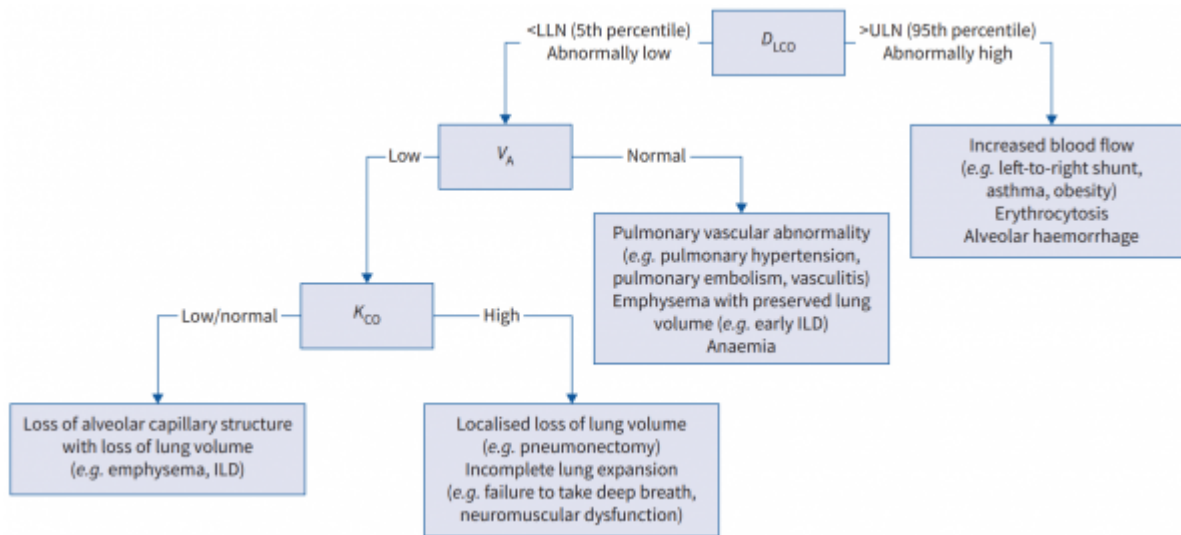 <LLN (5th percentile)
Abnormally low
D LCO
>ULN (95th percentile)
Abnormally high
Low
V A
Normal
Increased blood flow
(e.g. left-to-right shunt,
asthma, obesity)
Erythrocytosis
Alveolar haemorrhage
Pulmonary vascular abnormality
(e.g. pulmonary hypertension,
pulmonary embolism, vasculitis)
Emphysema with preserved lung
volume (e.g. early ILD)
Anaemia
Low/normal
K CO
High
Loss of alveolar capillary structure
with loss of lung volume
(e.g. emphysema, ILD)
Localised loss of lung volume
(e.g. pneumonectomy)
Incomplete lung expansion
(e.g. failure to take deep breath,
neuromuscular dysfunction)